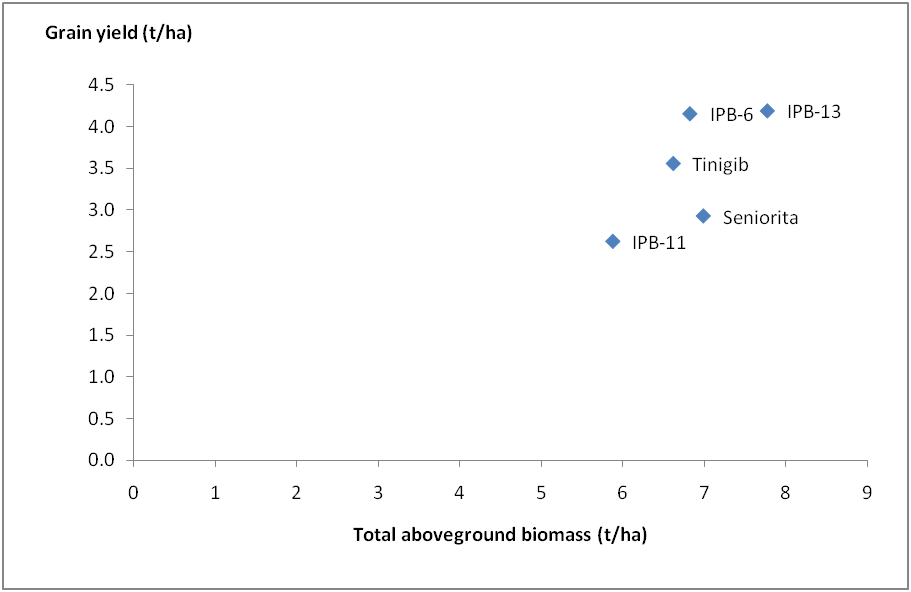 Grain yield (t/ha)
4.5
4.0
3.5
3.0
2.5
2.0
1.5
1.0
0.5
0.0
IPB-6
IPB-13
Tinigib
Seniorita
IPB-11
0 1 2 3 4 5 6 7 8 9
Total aboveground biomass (t/ha)